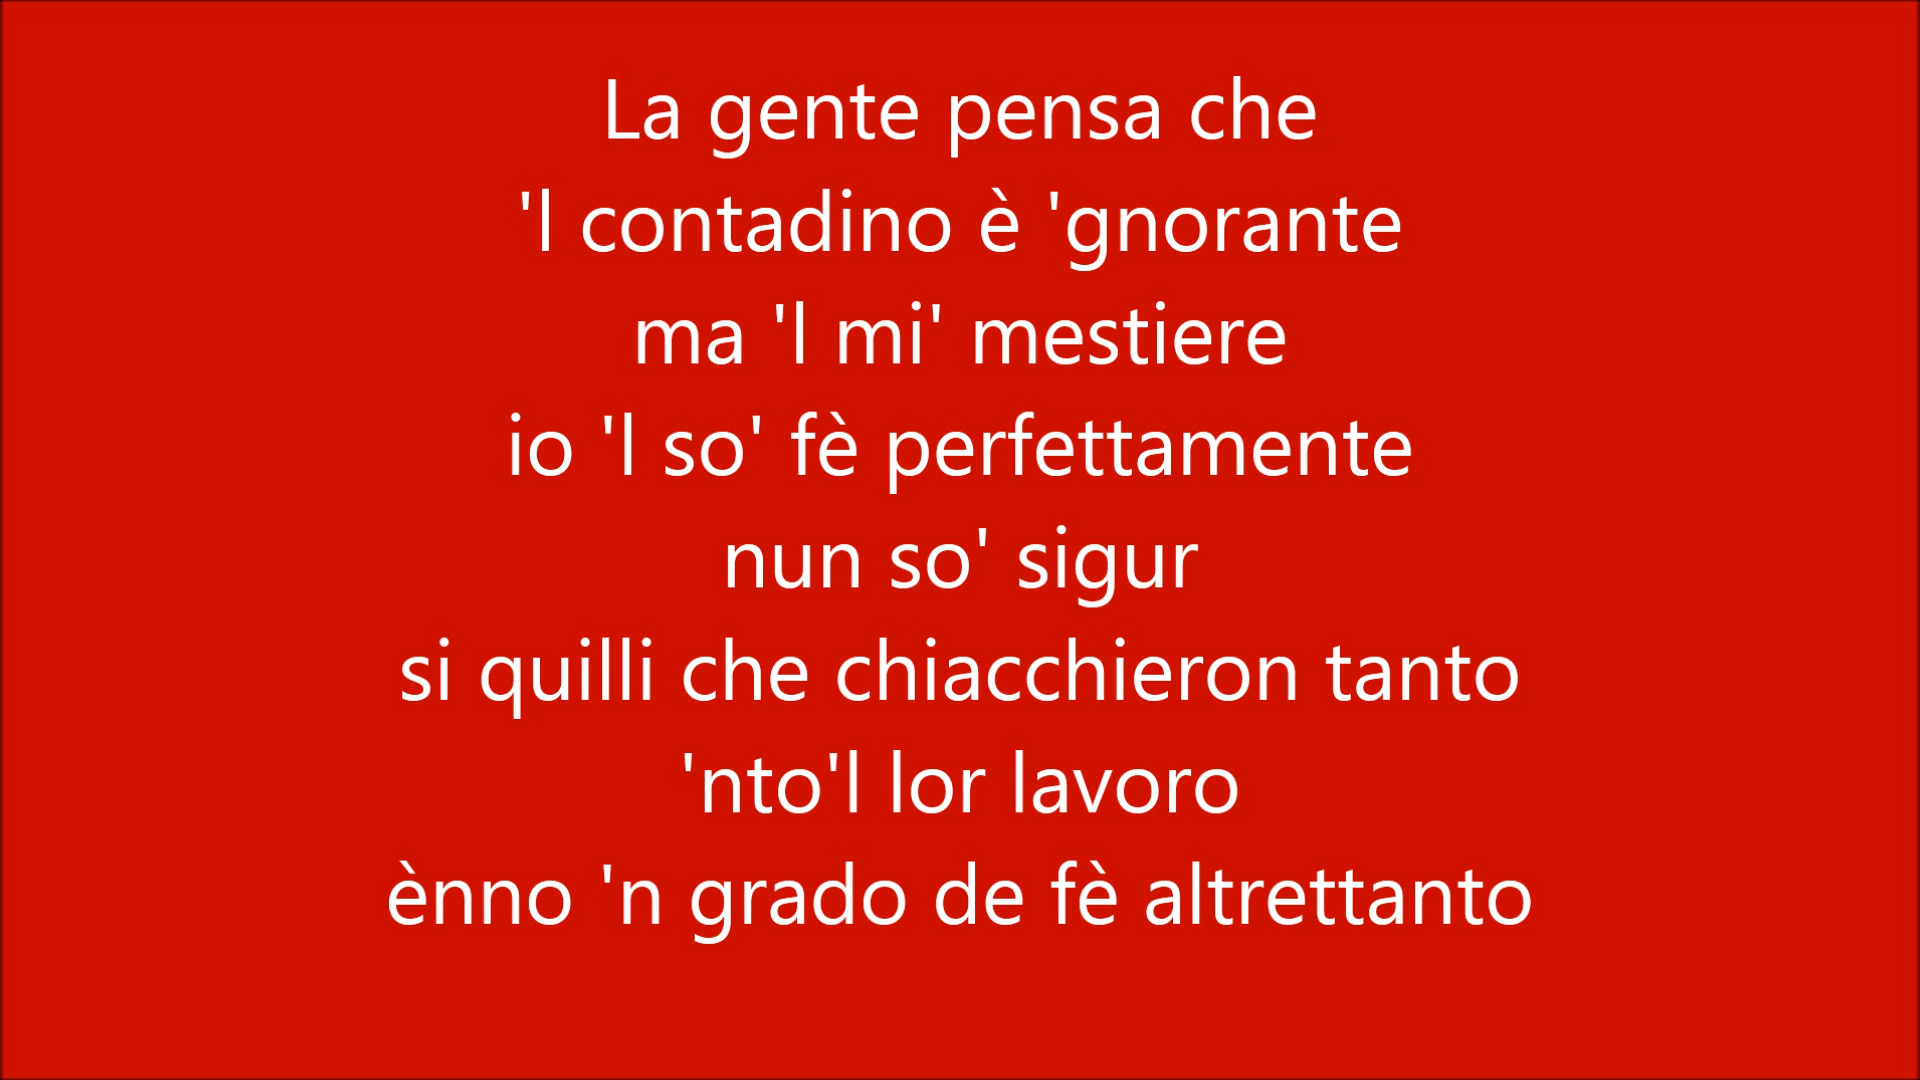 La gente pensa che
'l contadino è 'gnorante
ma 'l mi' mestiere
io 'l so' fè perfettamente
nun so' sigur
si quilli che chiacchieron tanto
'nto'l lor lavoro
ènno 'n grado de fè altrettanto